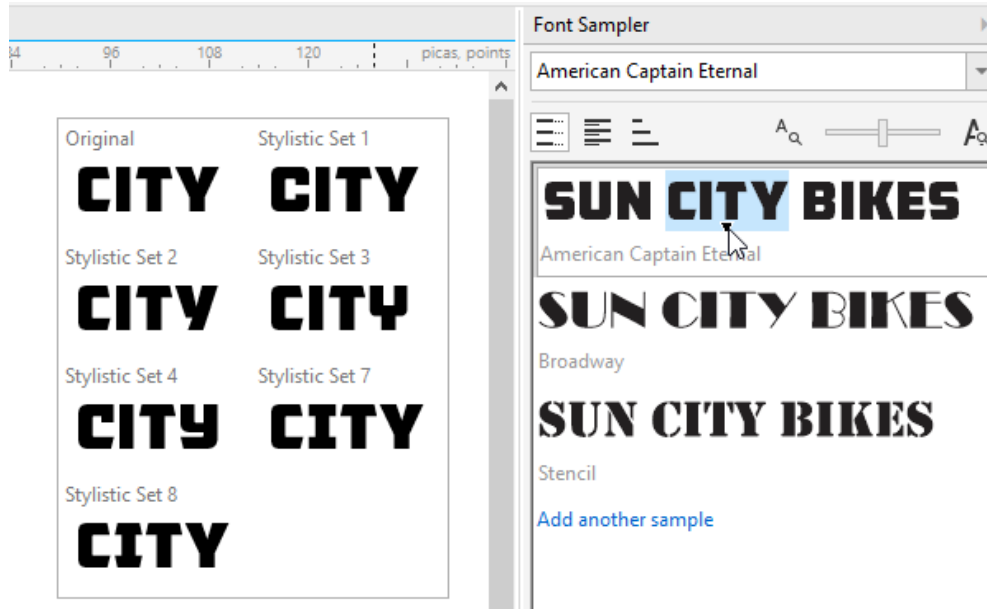 Font Sampler
96 108 120 picas, points
American Captain Eternal
Original Stylistic Set 1
CITY CITY
Stylistic Set 2 Stylistic Set 3
CITY CITY
Stylistic Set 4 Stylistic Set 7
CITY CITY
Stylistic Set 8
CITY
SUN CITY BIKES
American Captain Eternal
SUN CITY BIKES
Broadway
SUN CITY BIKES
Stencil
Add another sample